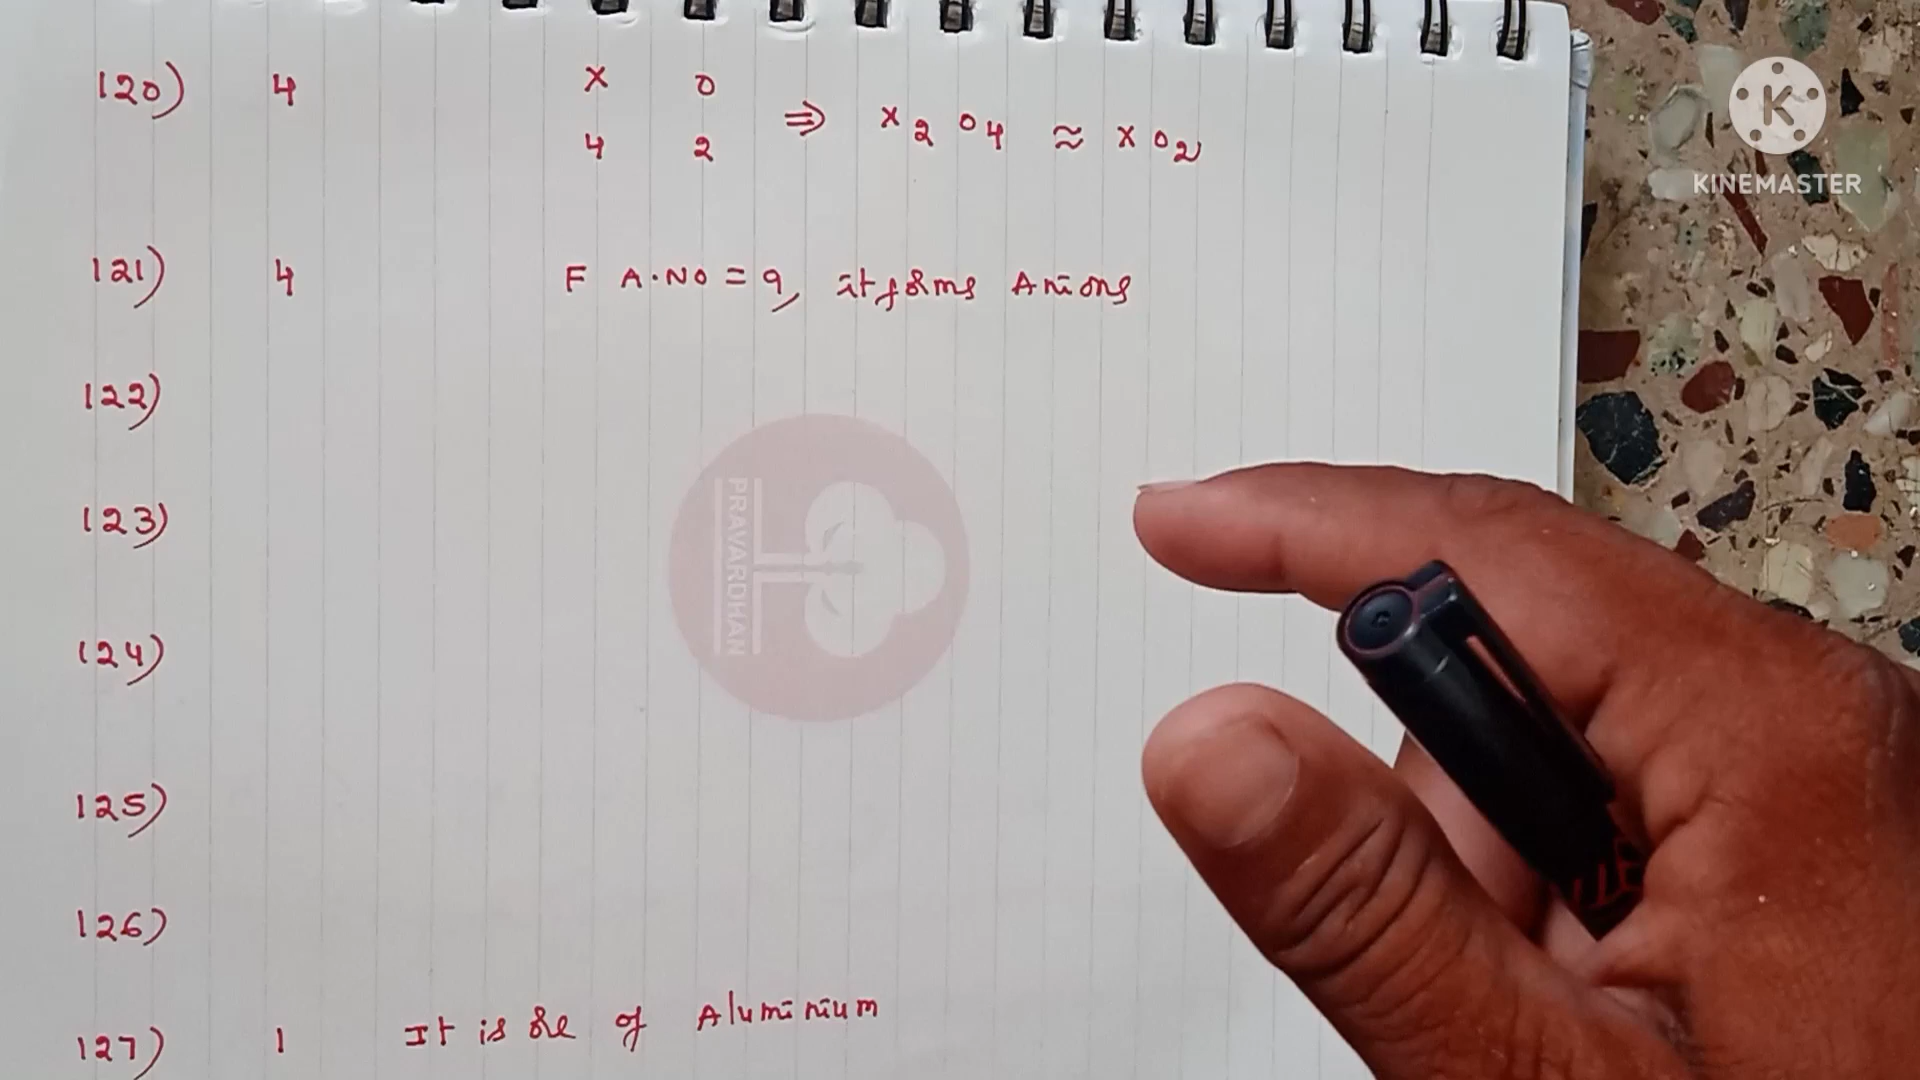 120) 4 X O ⇒ X2O4 ≈ XO2
4 2
121) 4 F A.NO = 9, it forms Anions
122)
123)
124)
125)
126)
127) 1 It is ore of Aluminium
PRAVARDHAN
K
KINEMASTER